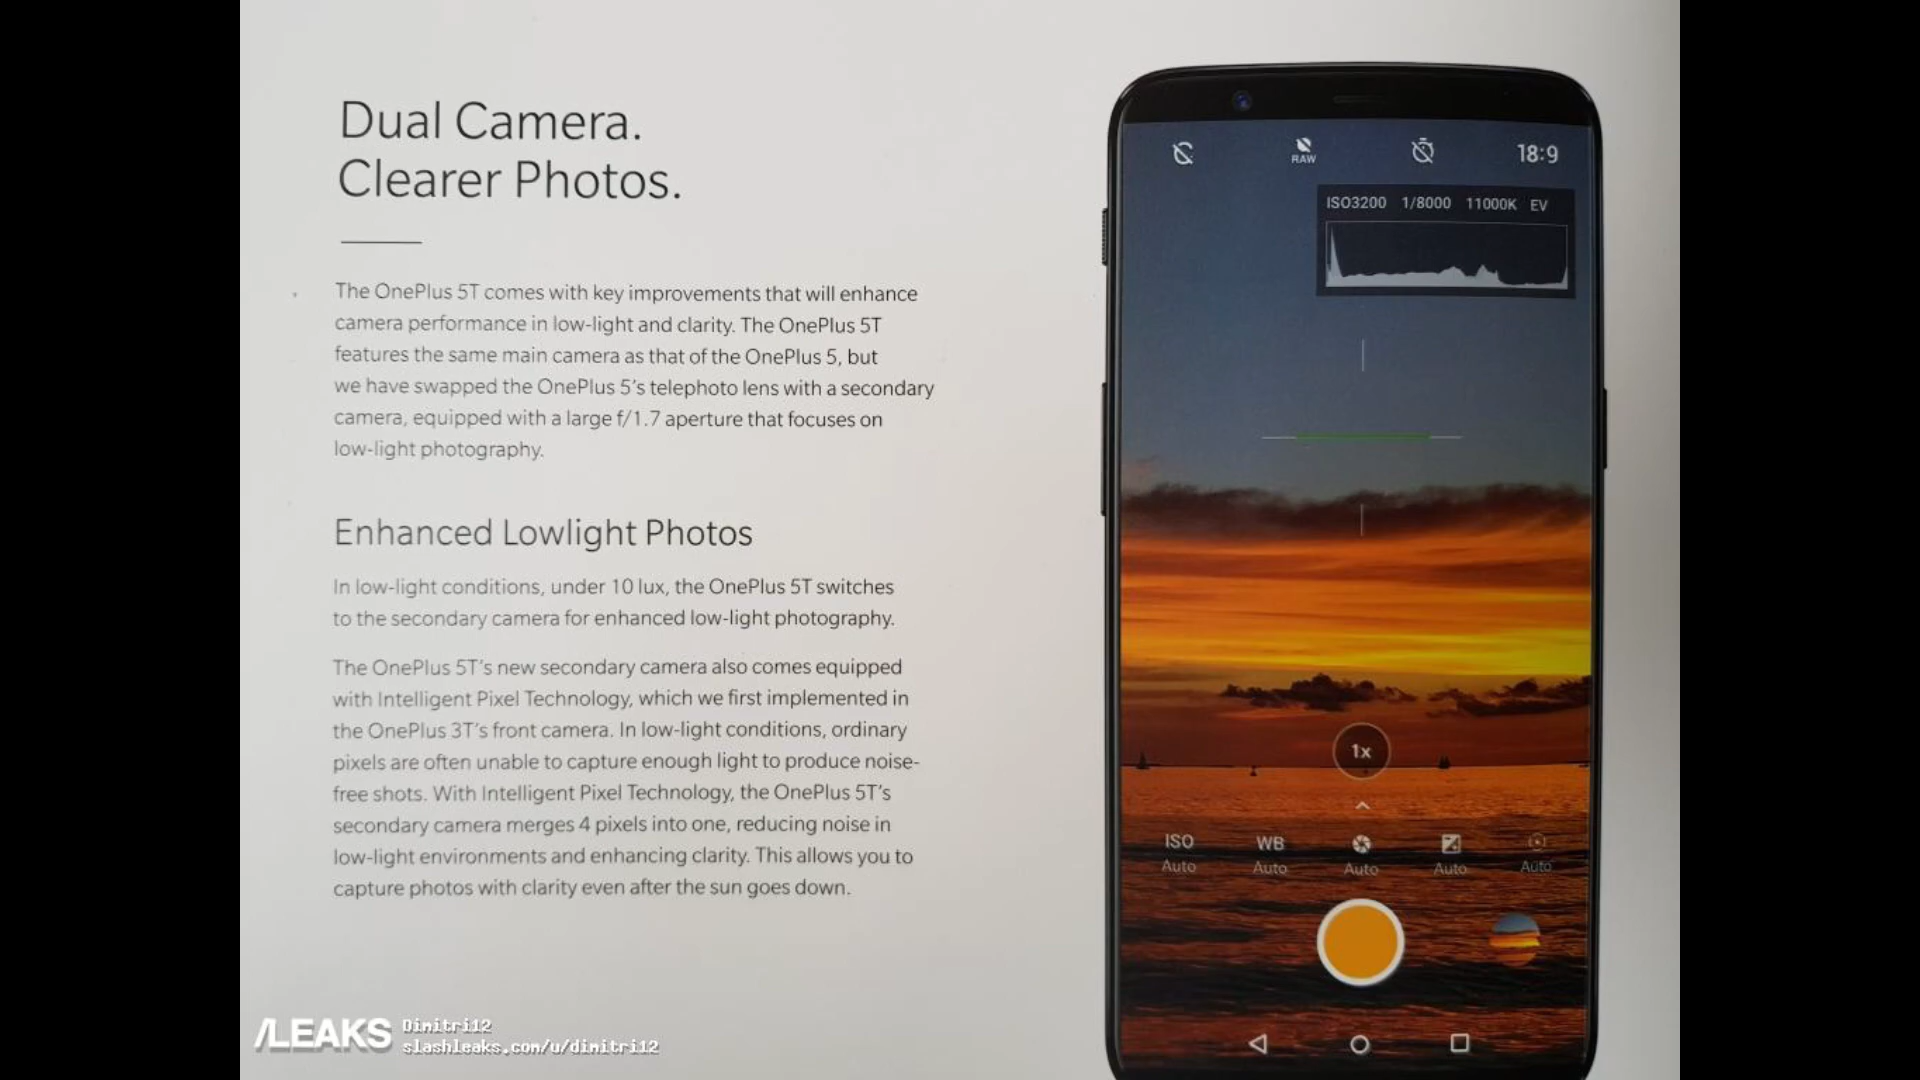 Dual Camera.
Clearer Photos.
The OnePlus 5T comes with key improvements that will enhance
camera performance in low-light and clarity. The OnePlus 5T
features the same main camera as that of the OnePlus 5, but
we have swapped the OnePlus 5's telephoto lens with a secondary
camera, equipped with a large f/1.7 aperture that focuses on
low-light photography.
Enhanced Lowlight Photos
In low-light conditions, under 10 lux, the OnePlus 5T switches
to the secondary camera for enhanced low-light photography.
The OnePlus 5T's new secondary camera also comes equipped
with Intelligent Pixel Technology, which we first implemented in
the OnePlus 3T's front camera. In low-light conditions, ordinary
pixels are often unable to capture enough light to produce noise-
free shots. With Intelligent Pixel Technology, the OnePlus 5T's
secondary camera merges 4 pixels into one, reducing noise in
low-light environments and enhancing clarity. This allows you to
capture photos with clarity even after the sun goes down.
RAW
18:9
ISO3200 1/8000 11000K EV
1x
ISO WB
Auto Auto Auto Auto Auto
/LEAKS
Dimitri12
slashleaks.com/u/dimitri12